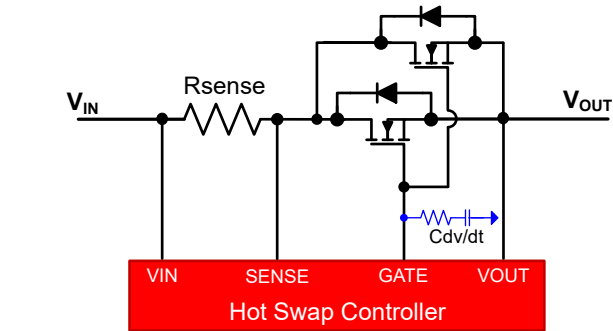 Rsense
VIN
VOUT
Cdv/dt
VIN SENSE GATE VOUT
Hot Swap Controller